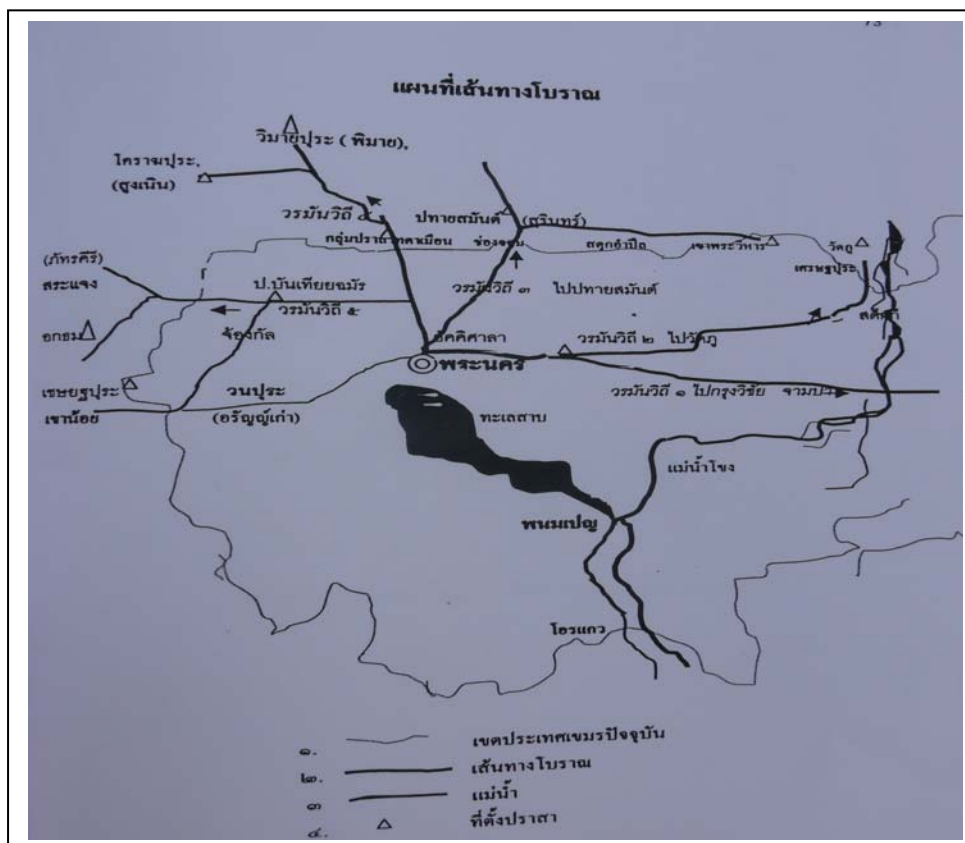 73
แผนที่เส้นทางโบราณ
วิมายปุระ ( พิมาย),
โคราฆปุระ,
(สูงเนิน)
ปทายสมันต์ (สุรินทร์)
วรมันวิถี ๔
กลุ่มปราสาทตาเมือน ช่องจอม สดกอำปิล เขาพระวิหาร วัดภู
เศรษฐปุระ
(ภัทรคีรี)
สระแจง
ป.บันเทียยฉมัร
วรมันวิถี ๓ ไปปทายสมันต์
วรมันวิถี ๕
จ้องกัล
อัคคิศาลา
วรมันวิถี ๒ ไปวัดภู
พระนคร
เชษยฐปุระ
เขาน้อย
วนปุระ
(อรัญญ์เก่า)
วรมันวิถี ๑ ไปกรุงวิชัย จามปา
ทะเลสาบ
แม่น้ำโขง
พนมเปญ
โอรแกว
๑. เขตประเทศเขมรปัจจุบัน
๒. เส้นทางโบราณ
๓ แม่น้ำ
๔. ที่ตั้งปราสา